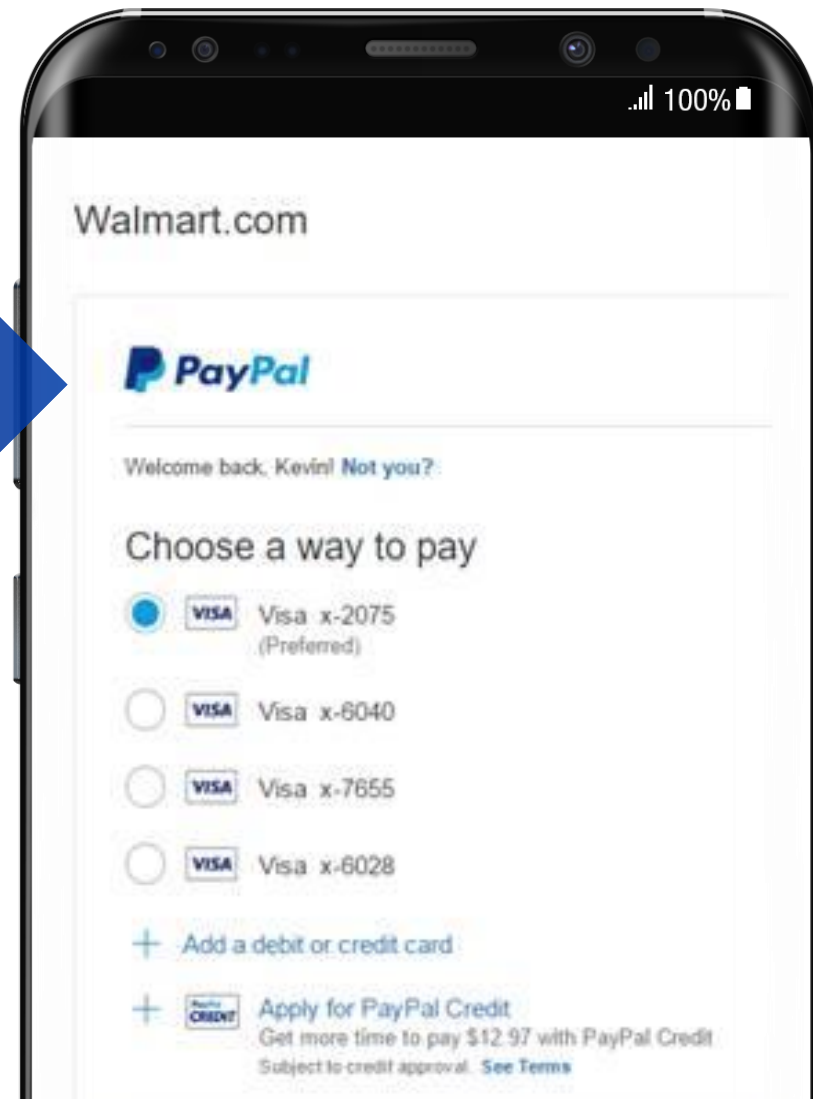 100%
Walmart.com
PayPal
Welcome back, Kevin! Not you?
Choose a way to pay
VISA Visa x-2075
(Preferred)
VISA Visa x-6040
VISA Visa x-7655
VISA Visa x-6028
+ Add a debit or credit card
+ PayPal CREDIT Apply for PayPal Credit
Get more time to pay $12.97 with PayPal Credit
Subject to credit approval. See Terms